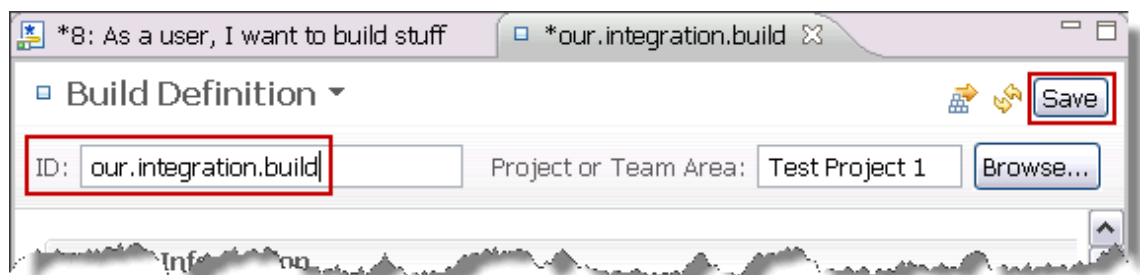 *8: As a user, I want to build stuff *our.integration.build
Build Definition Save
ID: our.integration.build Project or Team Area: Test Project 1 Browse...